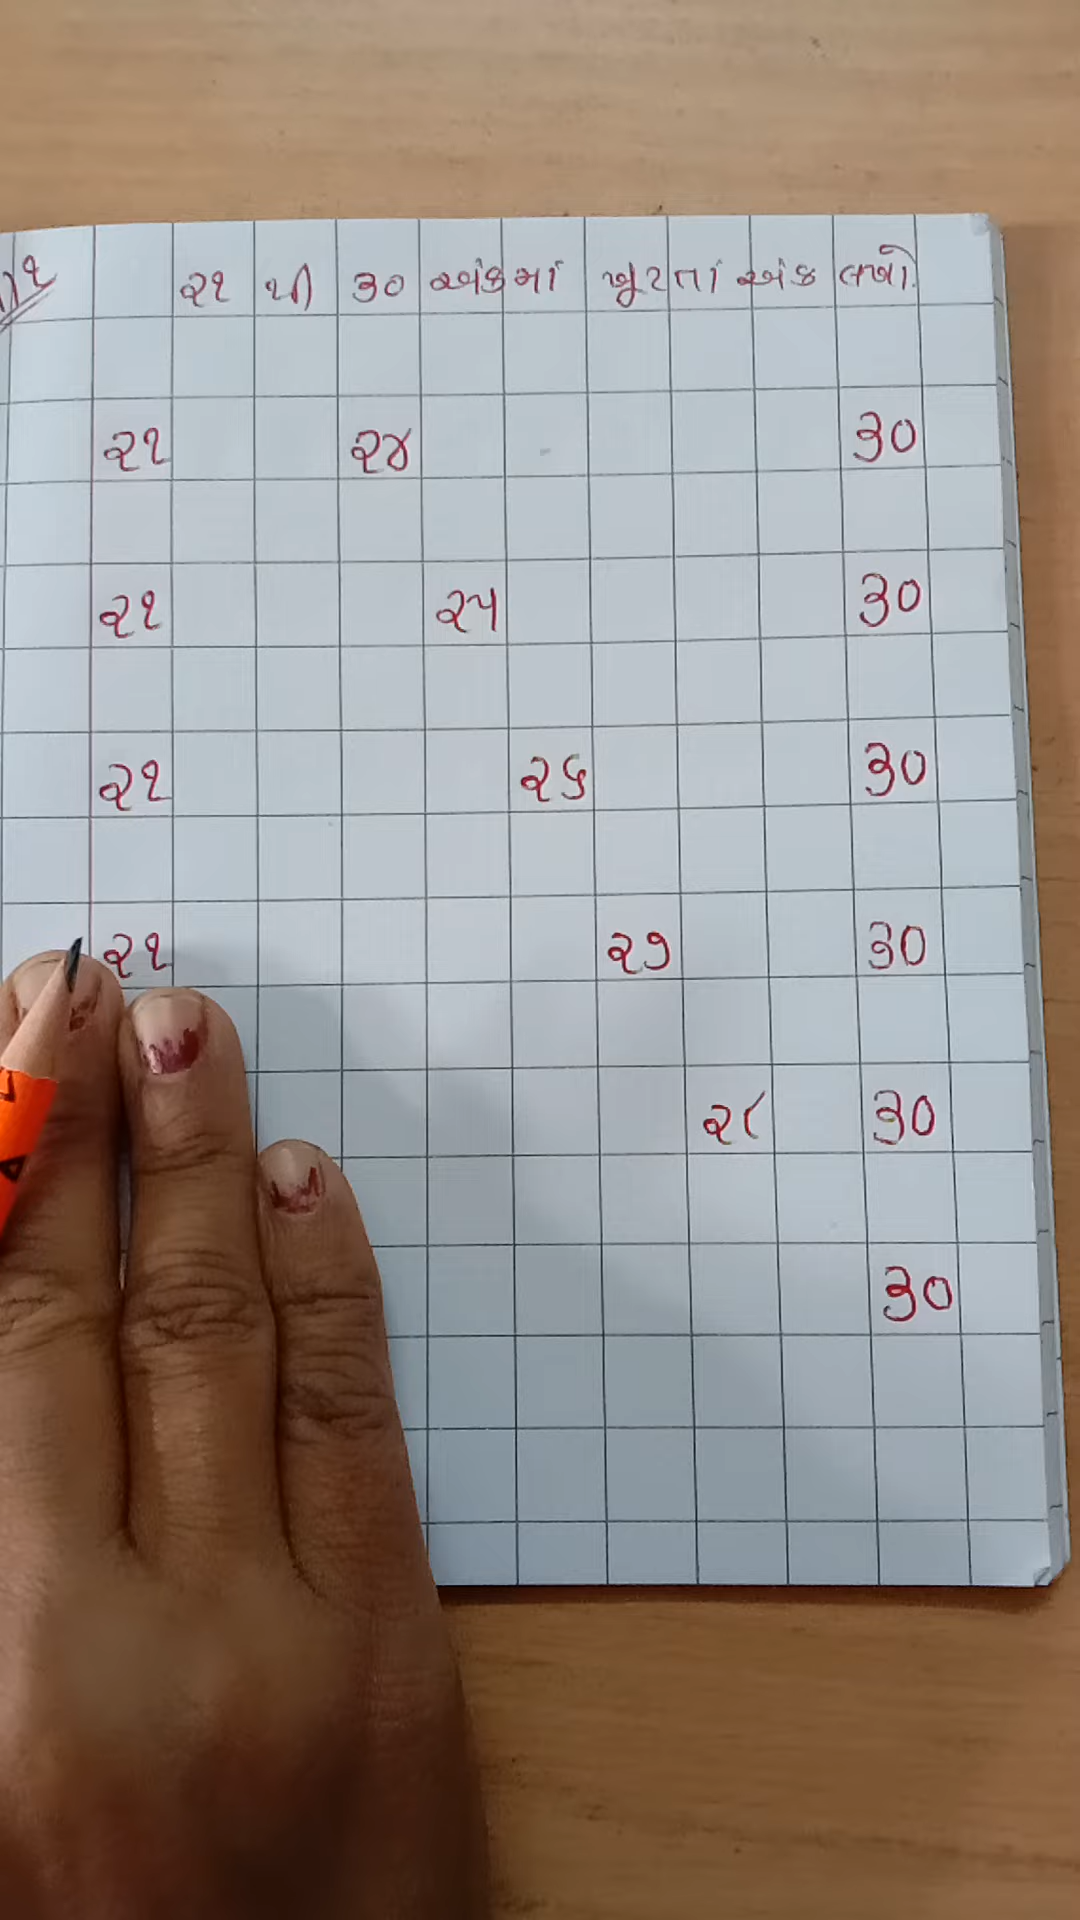 ૨૧ થી ૩૦ અંકમાં ખૂટતાં અંક લખો.
૨૧ ૨૪ ૩૦
૨૧ ૨૫ ૩૦
૨૧ ૨૬ ૩૦
૨૧ ૨૭ ૩૦
૨૮ ૩૦
૩૦